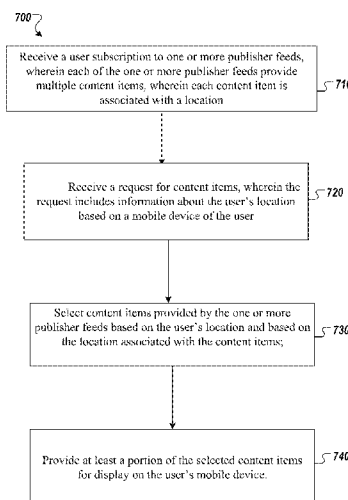 700
Receive a user subscription to one or more publisher feeds,
wherein each of the one or more publisher feeds provide
multiple content items, wherein each content item is
associated with a location
710
Receive a request for content items, wherein the
request includes information about the user's location
based on a mobile device of the user
720
Select content items provided by the one or more
publisher feeds based on the user's location and based on
the location associated with the content items;
730
Provide at least a portion of the selected content items
for display on the user's mobile device.
740